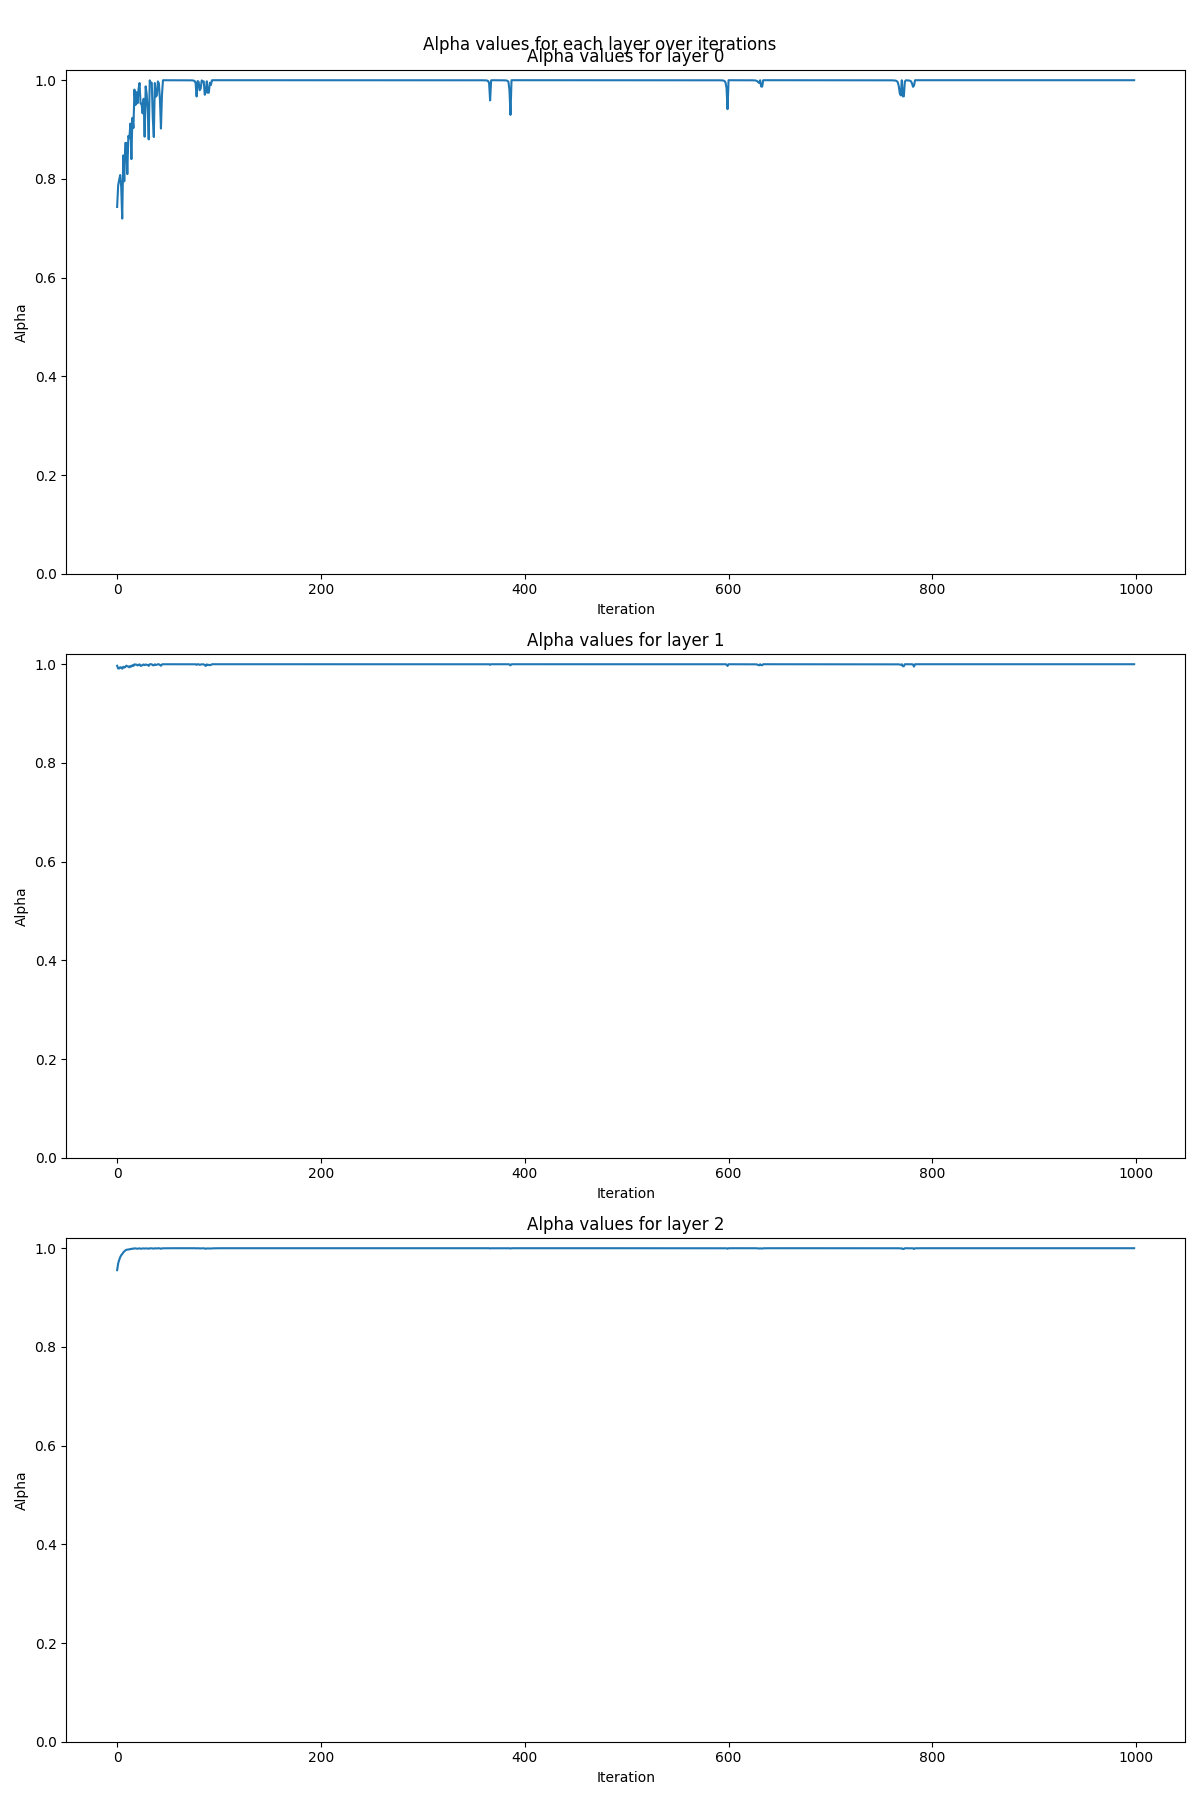 Alpha values for each layer over iterations
Alpha values for layer 0
1.0
0.8
0.6
0.4
0.2
0.0
Alpha
0 200 400 600 800 1000
Iteration
Alpha values for layer 1
1.0
0.8
0.6
0.4
0.2
0.0
Alpha
0 200 400 600 800 1000
Iteration
Alpha values for layer 2
1.0
0.8
0.6
0.4
0.2
0.0
Alpha
0 200 400 600 800 1000
Iteration